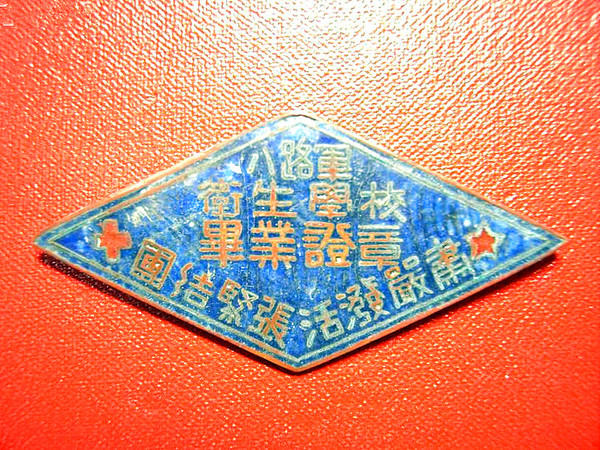 八路軍
衛生學校
畢業證章
團結緊張活潑嚴肅